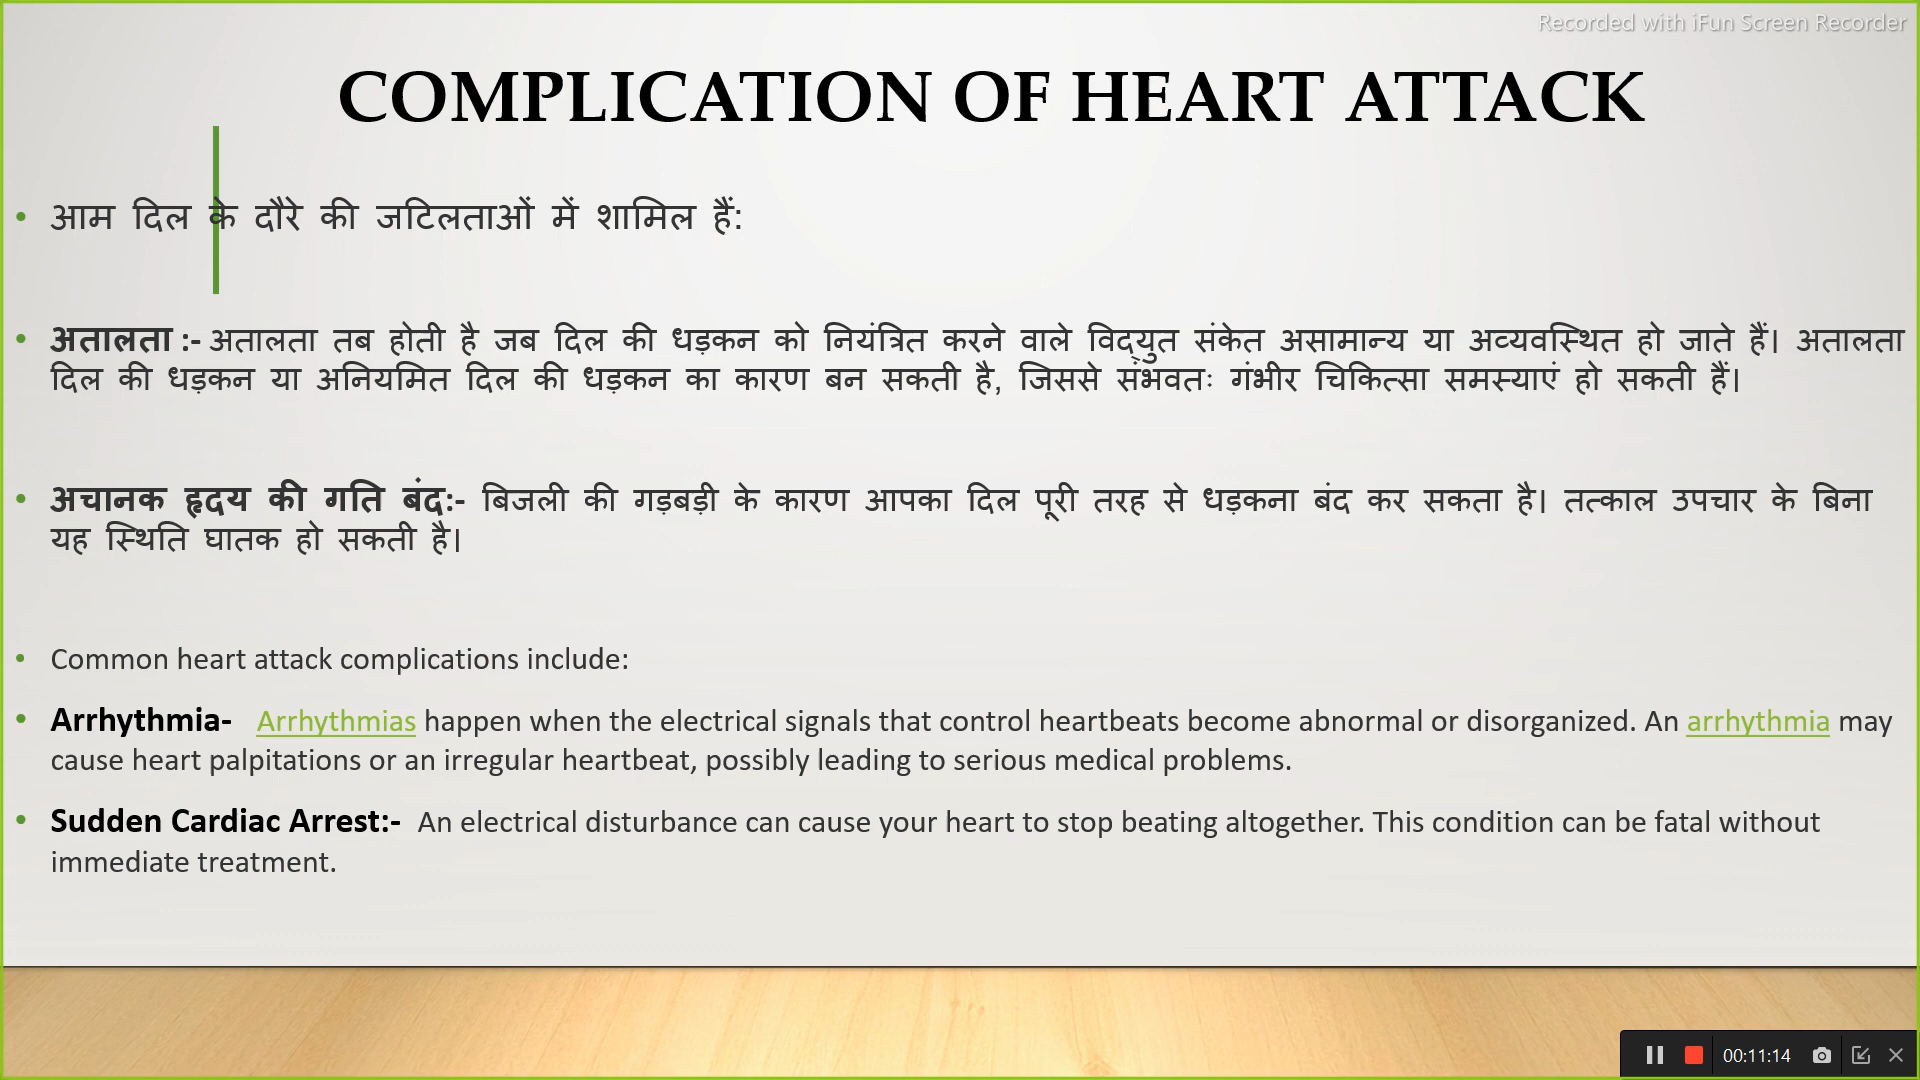 Recorded with iFun Screen Recorder
COMPLICATION OF HEART ATTACK
• आम दिल के दौरे की जटिलताओं में शामिल हैं:
• अतालता :- अतालता तब होती है जब दिल की धड़कन को नियंत्रित करने वाले विद्युत संकेत असामान्य या अव्यवस्थित हो जाते हैं। अतालता
दिल की धड़कन या अनियमित दिल की धड़कन का कारण बन सकती है, जिससे संभवतः गंभीर चिकित्सा समस्याएं हो सकती हैं।
• अचानक हृदय की गति बंद:- बिजली की गड़बड़ी के कारण आपका दिल पूरी तरह से धड़कना बंद कर सकता है। तत्काल उपचार के बिना
यह स्थिति घातक हो सकती है।
• Common heart attack complications include:
• Arrhythmia- Arrhythmias happen when the electrical signals that control heartbeats become abnormal or disorganized. An arrhythmia may
cause heart palpitations or an irregular heartbeat, possibly leading to serious medical problems.
• Sudden Cardiac Arrest:- An electrical disturbance can cause your heart to stop beating altogether. This condition can be fatal without
immediate treatment.
00:11:14